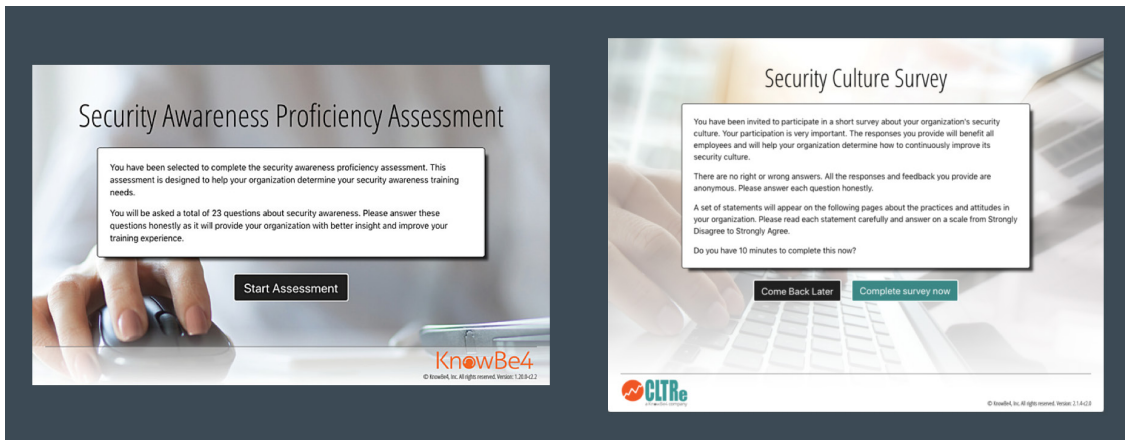 Security Awareness Proficiency Assessment
You have been selected to complete the security awareness proficiency assessment. This
assessment is designed to help your organization determine your security awareness training
needs.
You will be asked a total of 23 questions about security awareness. Please answer these
questions honestly as it will provide your organization with better insight and improve your
training experience.
Start Assessment
KnowBe4
© KnowBe4, Inc. All rights reserved. Version: 1.20.0-c2.2
Security Culture Survey
You have been invited to participate in a short survey about your organization's security
culture. Your participation is very important. The responses you provide will benefit all
employees and will help your organization determine how to continuously improve its
security culture.
There are no right or wrong answers. All the responses and feedback you provide are
anonymous. Please answer each question honestly.
A set of statements will appear on the following pages about the practices and attitudes in
your organization. Please read each statement carefully and answer on a scale from Strongly
Disagree to Strongly Agree.
Do you have 10 minutes to complete this now?
Come Back Later
Complete survey now
CLTRe
a KnowBe4 company
© KnowBe4, Inc. All rights reserved. Version: 2.1.4-c2.0